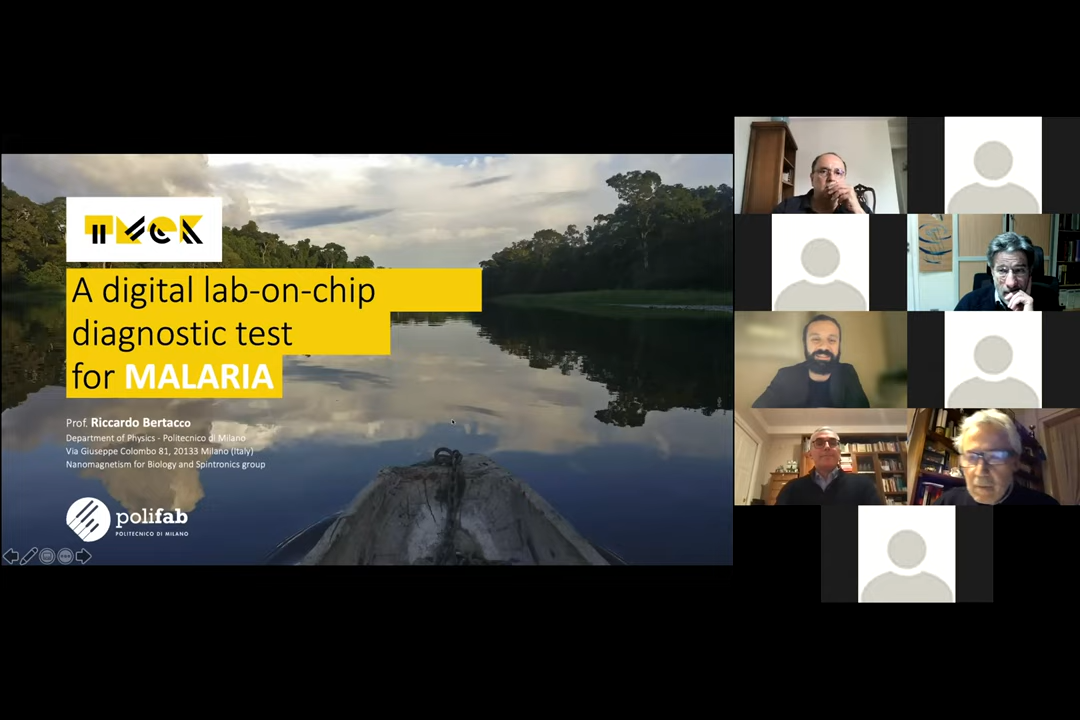 TMek
A digital lab-on-chip
diagnostic test
for MALARIA
Prof. Riccardo Bertacco
Department of Physics - Politecnico di Milano
Via Giuseppe Colombo 81, 20133 Milano (Italy)
Nanomagnetism for Biology and Spintronics group
polifab
POLITECNICO DI MILANO